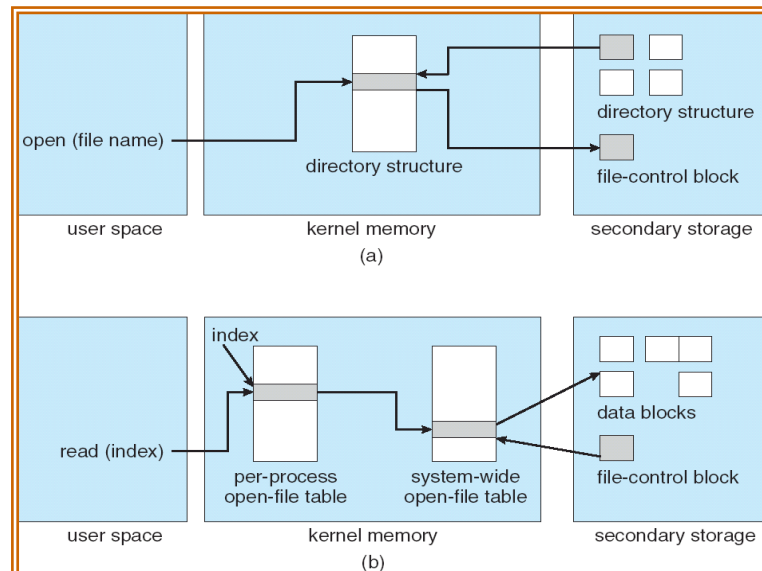 open (file name)
directory structure
directory structure
file-control block
user space
kernel memory
secondary storage
(a)
index
read (index)
per-process
open-file table
system-wide
open-file table
data blocks
file-control block
user space
kernel memory
secondary storage
(b)